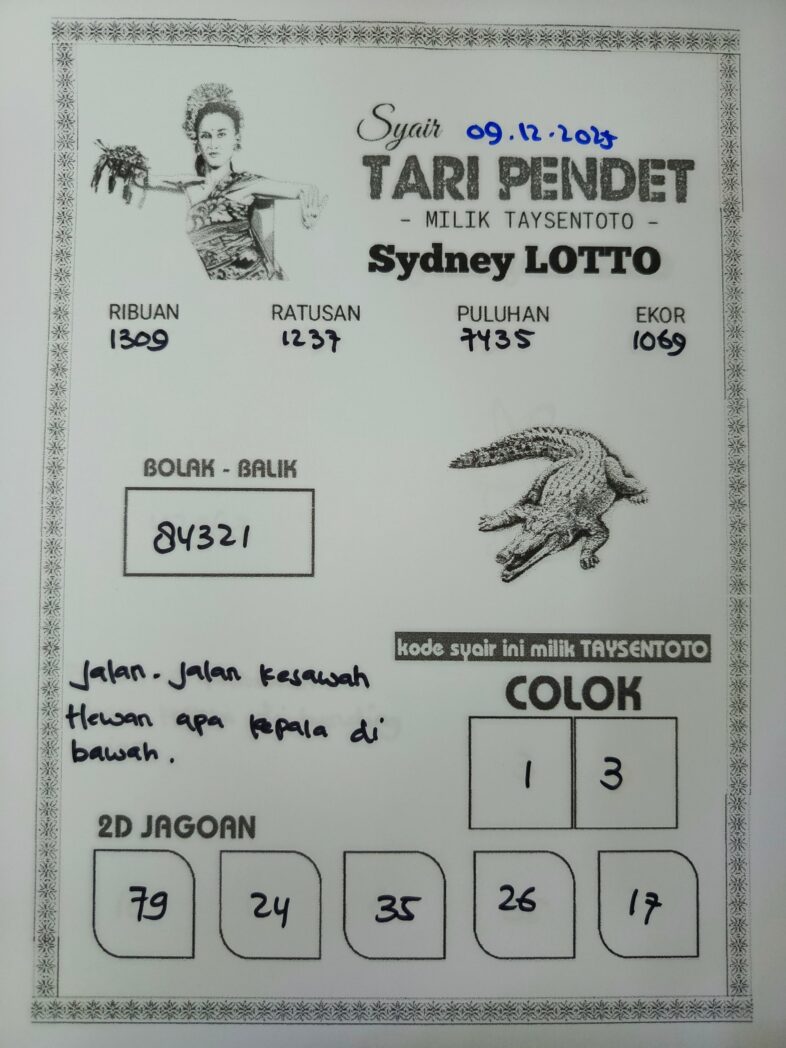 Syair 09.12.2025
TARI PENDET
- MILIK TAYSENTOTO -
Sydney LOTTO
RIBUAN RATUSAN PULUHAN EKOR
1309 1237 7435 1069
BOLAK - BALIK
84321
kode syair ini milik TAYSENTOTO
Jalan-Jalan kesawah
Hewan apa kepala di
bawah.
COLOK
1 3
2D JAGOAN
79 24 35 26 17